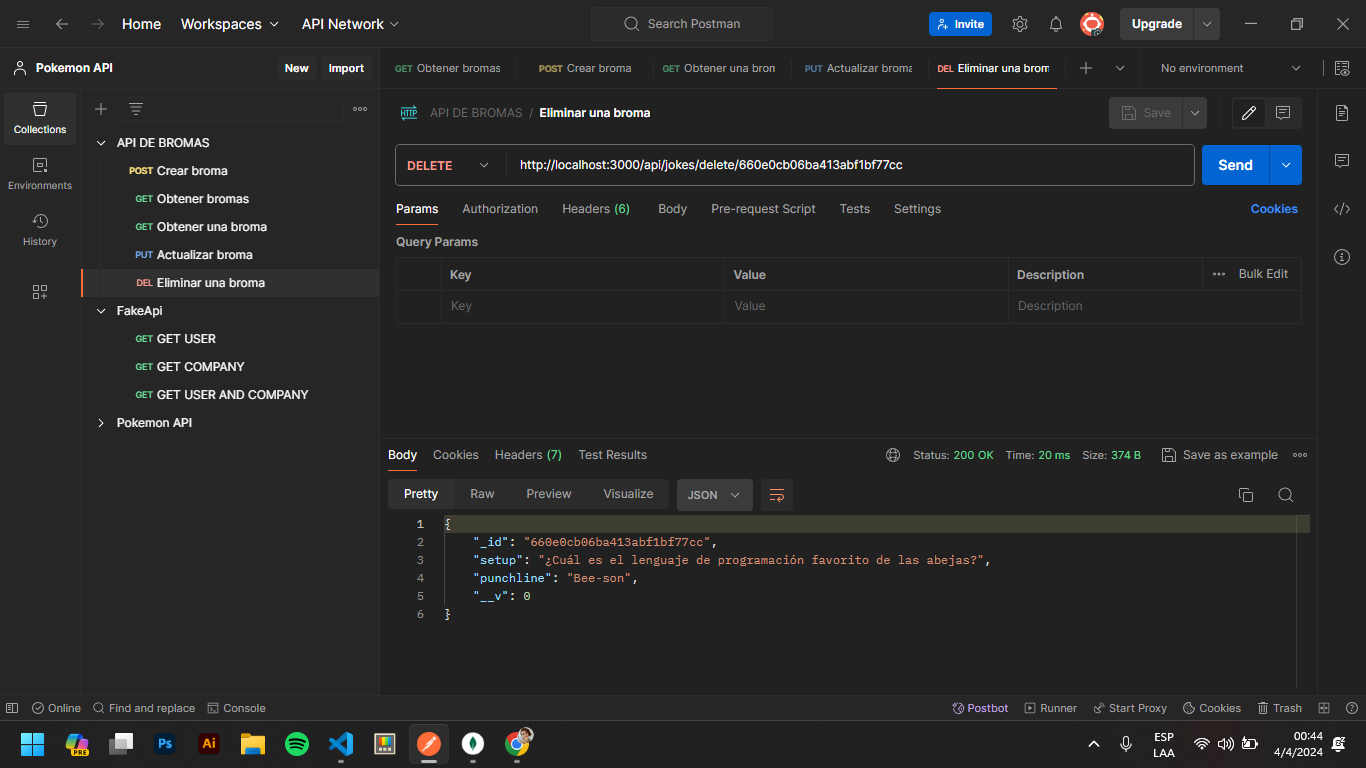 Home Workspaces API Network Search Postman Invite Upgrade
Pokemon API New Import GET Obtener bromas POST Crear broma GET Obtener una bron PUT Actualizar broma DEL Eliminar una brom No environment
Collections
Environments
History
API DE BROMAS
POST Crear broma
GET Obtener bromas
GET Obtener una broma
PUT Actualizar broma
DEL Eliminar una broma
FakeApi
GET GET USER
GET GET COMPANY
GET GET USER AND COMPANY
Pokemon API
HTTP API DE BROMAS / Eliminar una broma Save
DELETE http://localhost:3000/api/jokes/delete/660e0cb06ba413abf1bf77cc Send
Params Authorization Headers (6) Body Pre-request Script Tests Settings Cookies
Query Params
Key Value Description Bulk Edit
Key Value Description
Body Cookies Headers (7) Test Results Status: 200 OK Time: 20 ms Size: 374 B Save as example
Pretty Raw Preview Visualize JSON
1 {
2 "_id": "660e0cb06ba413abf1bf77cc",
3 "setup": "¿Cuál es el lenguaje de programación favorito de las abejas?",
4 "punchline": "Bee-son",
5 "__v": 0
6 }
Online Find and replace Console Postbot Runner Start Proxy Cookies Trash
PRE Ps Ai ESP 00:44
LAA 4/4/2024